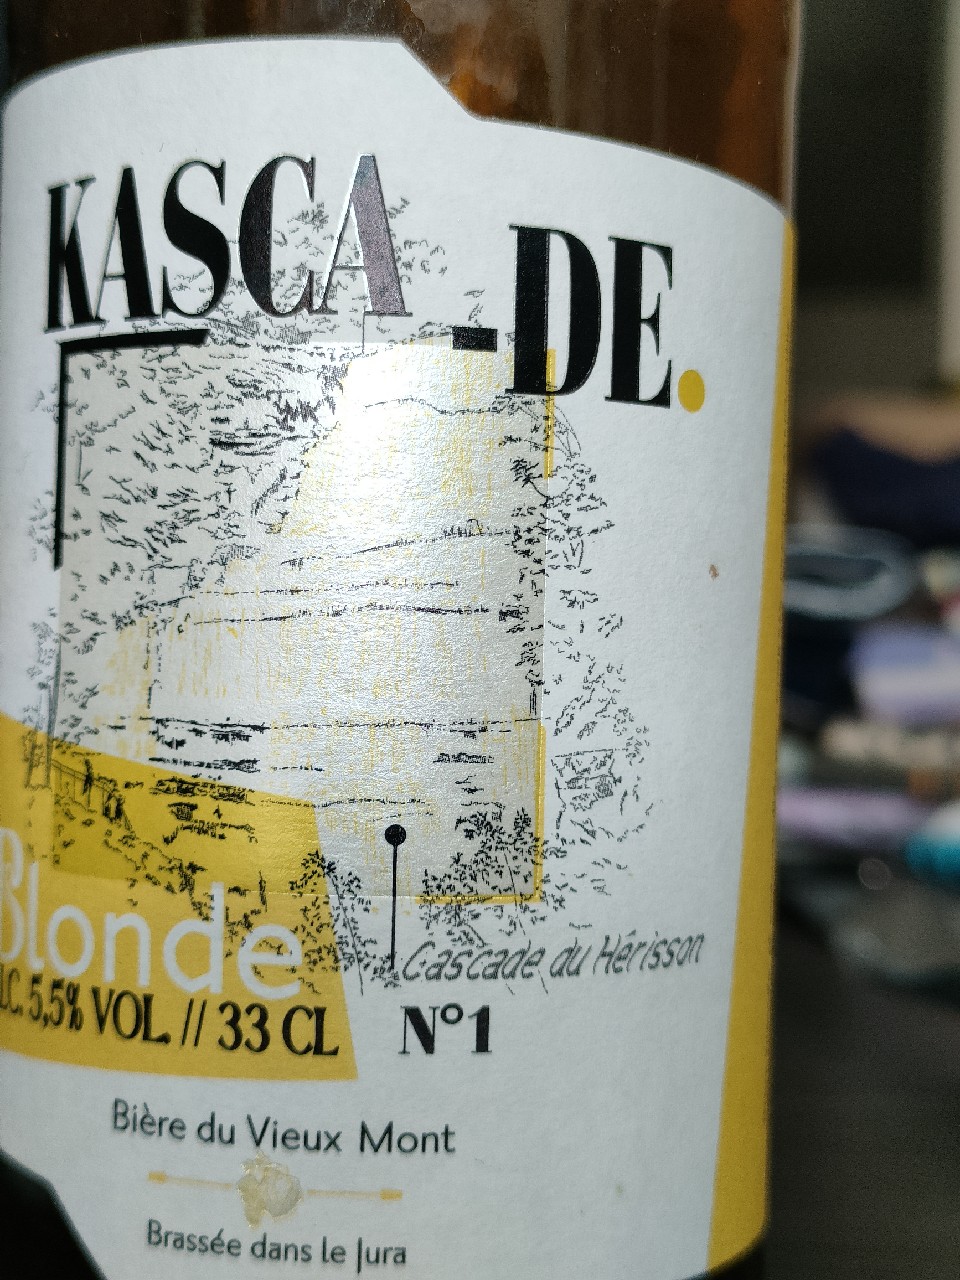 KASCA
-DE.
Blonde
ALC. 5,5% VOL. // 33 CL
Cascade du Hérisson
N°1
Bière du Vieux Mont
Brassée dans le Jura